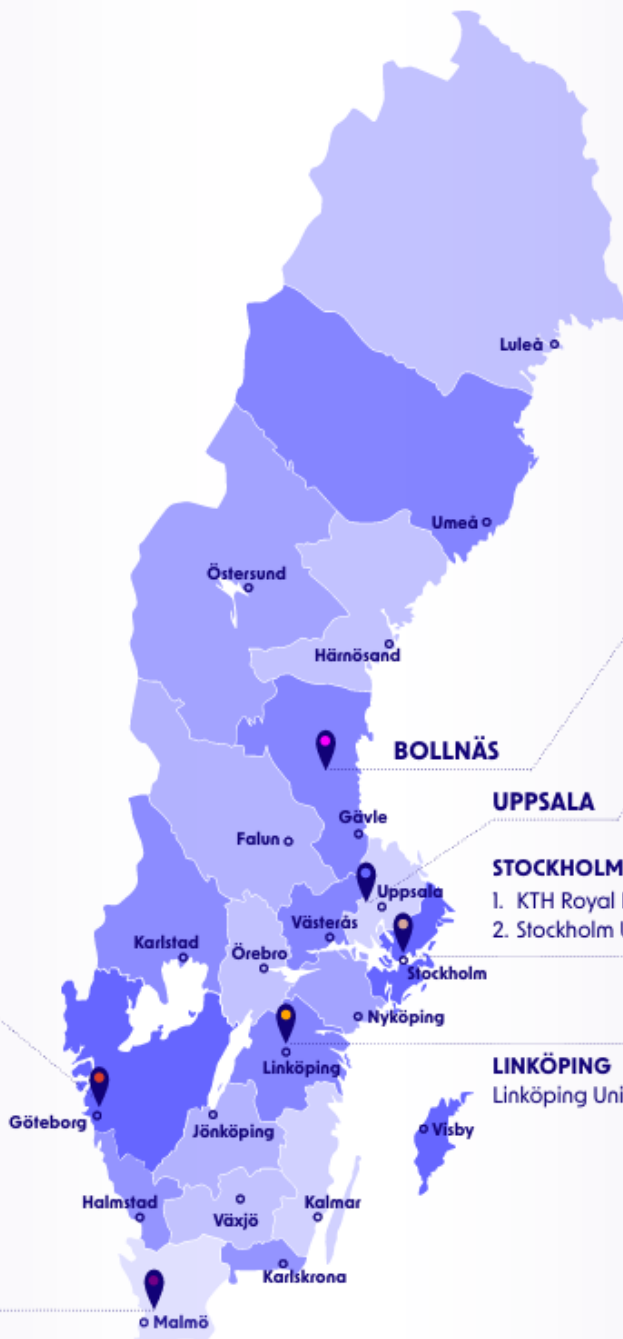 Luleå
Umeå
Östersund
Härnösand
BOLLNÄS
UPPSALA
Gävle
Falun
STOCKHOLM
1. KTH Royal
2. Stockholm
Uppsala
Västerås
Karlstad
Örebro
Stockholm
Nyköping
LINKÖPING
Linköping Uni
Linköping
Göteborg
Jönköping
Visby
Halmstad
Växjö
Kalmar
Karlskrona
Malmö